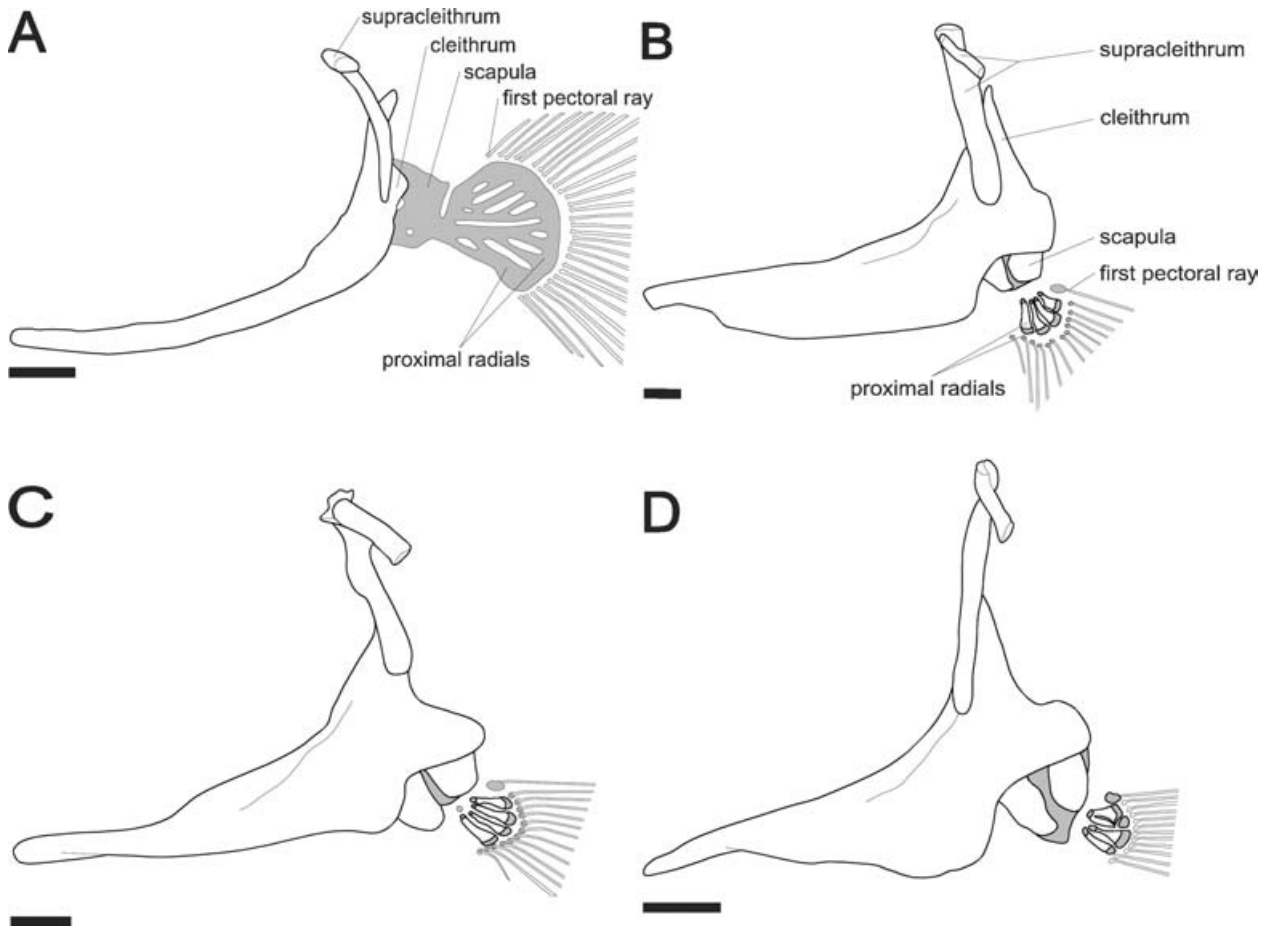 A
supracleithrum
cleithrum
scapula
first pectoral ray
proximal radials
B
supracleithrum
cleithrum
scapula
first pectoral ray
proximal radials
C
D